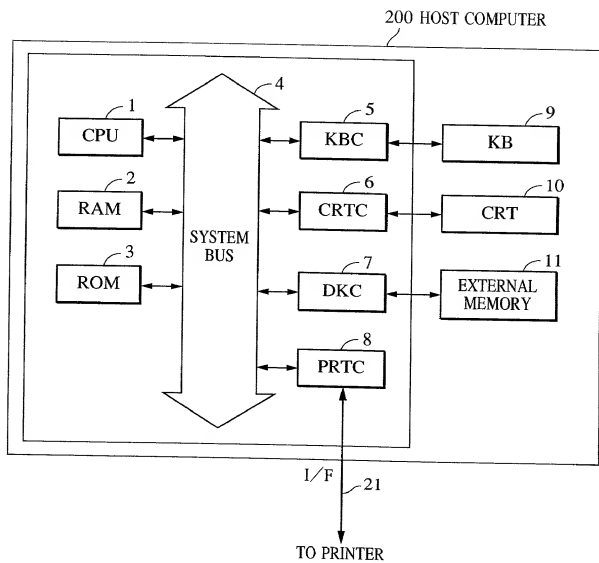 200 HOST COMPUTER
4
1
CPU
5
KBC
9
KB
2
RAM
6
CRTC
10
CRT
SYSTEM
BUS
3
ROM
7
DKC
11
EXTERNAL
MEMORY
8
PRTC
I/F
21
TO PRINTER